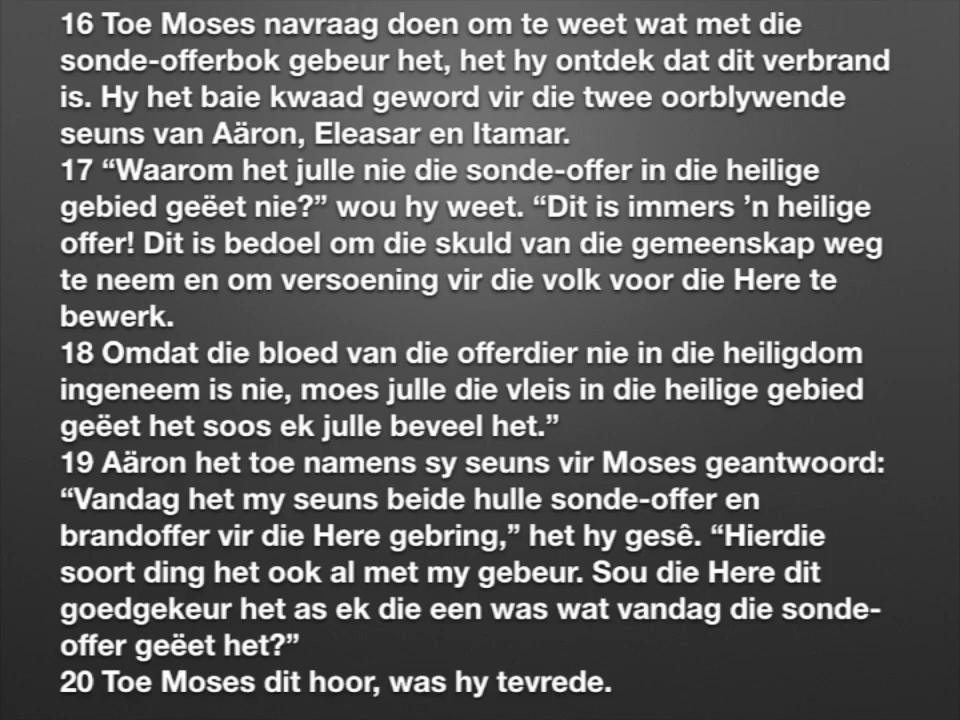 16 Toe Moses navraag doen om te weet wat met die
sonde-offerbok gebeur het, het hy ontdek dat dit verbrand
is. Hy het baie kwaad geword vir die twee oorblywende
seuns van Aäron, Eleasar en Itamar.
17 “Waarom het julle nie die sonde-offer in die heilige
gebied geëet nie?” wou hy weet. “Dit is immers ’n heilige
offer! Dit is bedoel om die skuld van die gemeenskap weg
te neem en om versoening vir die volk voor die Here te
bewerk.
18 Omdat die bloed van die offerdier nie in die heiligdom
ingeneem is nie, moes julle die vleis in die heilige gebied
geëet het soos ek julle beveel het.”
19 Aäron het toe namens sy seuns vir Moses geantwoord:
“Vandag het my seuns beide hulle sonde-offer en
brandoffer vir die Here gebring,” het hy gesê. “Hierdie
soort ding het ook al met my gebeur. Sou die Here dit
goedgekeur het as ek die een was wat vandag die sonde-
offer geëet het?”
20 Toe Moses dit hoor, was hy tevrede.